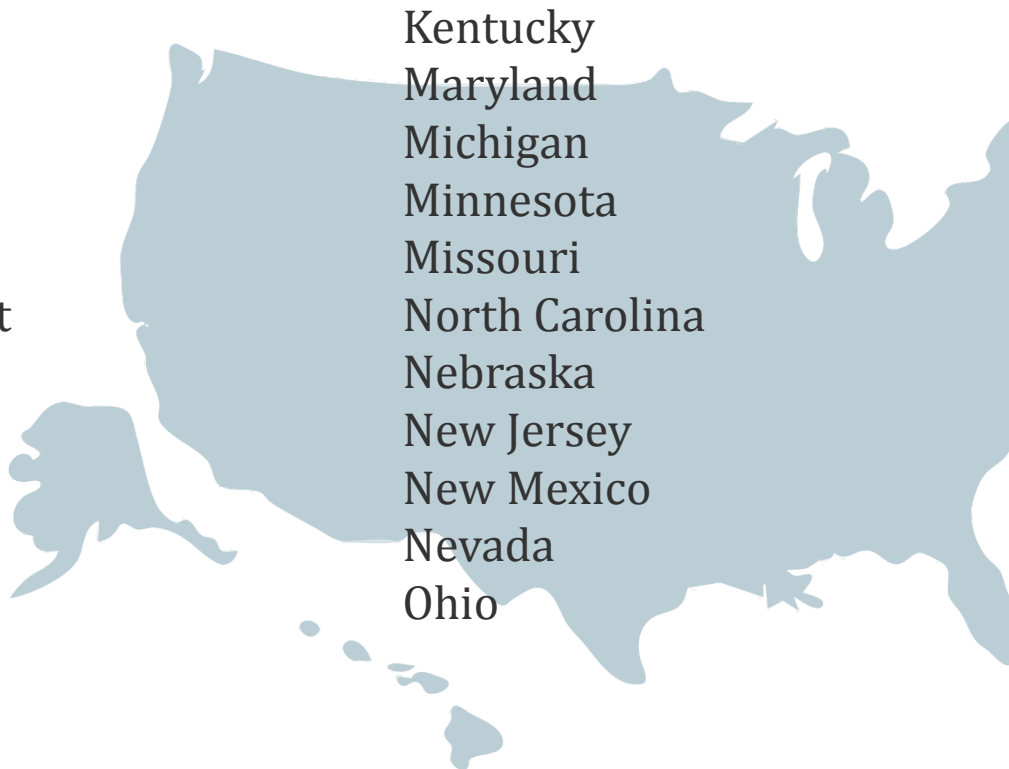 Kentucky
Maryland
Michigan
Minnesota
Missouri
t
North Carolina
Nebraska
New Jersey
New Mexico
Nevada
Ohio